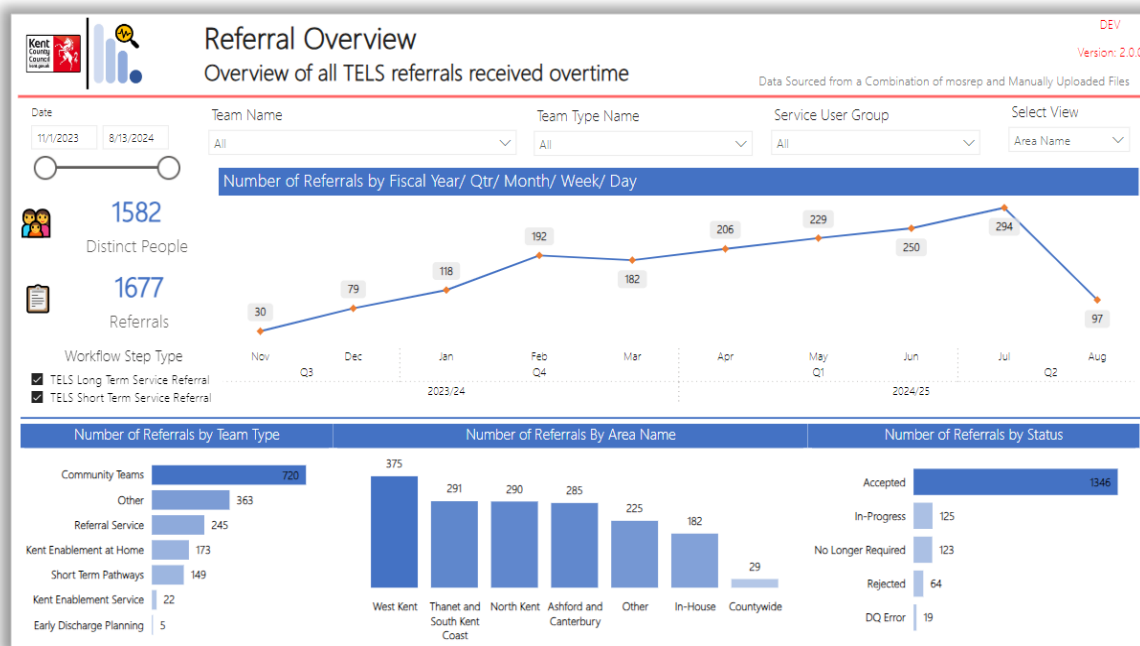 Kent
County
Council
kent.gov.uk
Referral Overview
Overview of all TELS referrals received overtime
DEV
Version: 2.0.0
Data Sourced from a Combination of mosrep and Manually Uploaded Files
Date
11/1/2023 8/13/2024
Team Name
All
Team Type Name
All
Service User Group
All
Select View
Area Name
1582
Distinct People
1677
Referrals
Workflow Step Type
TELS Long Term Service Referral
TELS Short Term Service Referral
Number of Referrals by Fiscal Year/ Qtr/ Month/ Week/ Day
30 79 118 192 182 206 229 250 294 97
Nov Dec Jan Feb Mar Apr May Jun Jul Aug
Q3 Q4 Q1 Q2
2023/24 2024/25
Number of Referrals by Team Type
Community Teams 720
Other 363
Referral Service 245
Kent Enablement at Home 173
Short Term Pathways 149
Kent Enablement Service 22
Early Discharge Planning 5
Number of Referrals By Area Name
375 291 290 285 225 182 29
West Kent Thanet and North Kent Ashford and Other In-House Countywide
South Kent Canterbury
Coast
Number of Referrals by Status
Accepted 1346
In-Progress 125
No Longer Required 123
Rejected 64
DQ Error 19